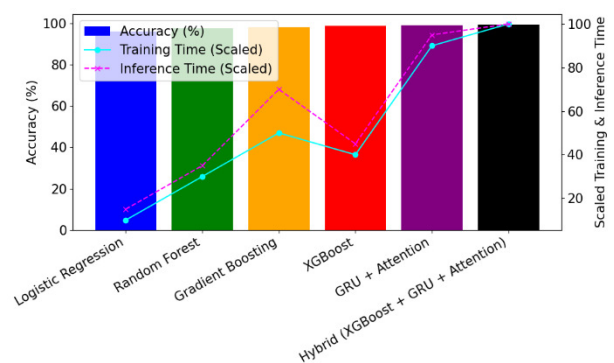 Accuracy (%)
Training Time (Scaled)
Inference Time (Scaled)
100
80
60
40
20
0
Accuracy (%)
100
80
60
40
20
Scaled Training & Inference Time
Logistic Regression
Random Forest
Gradient Boosting
XGBoost
GRU + Attention
Hybrid (XGBoost + GRU + Attention)